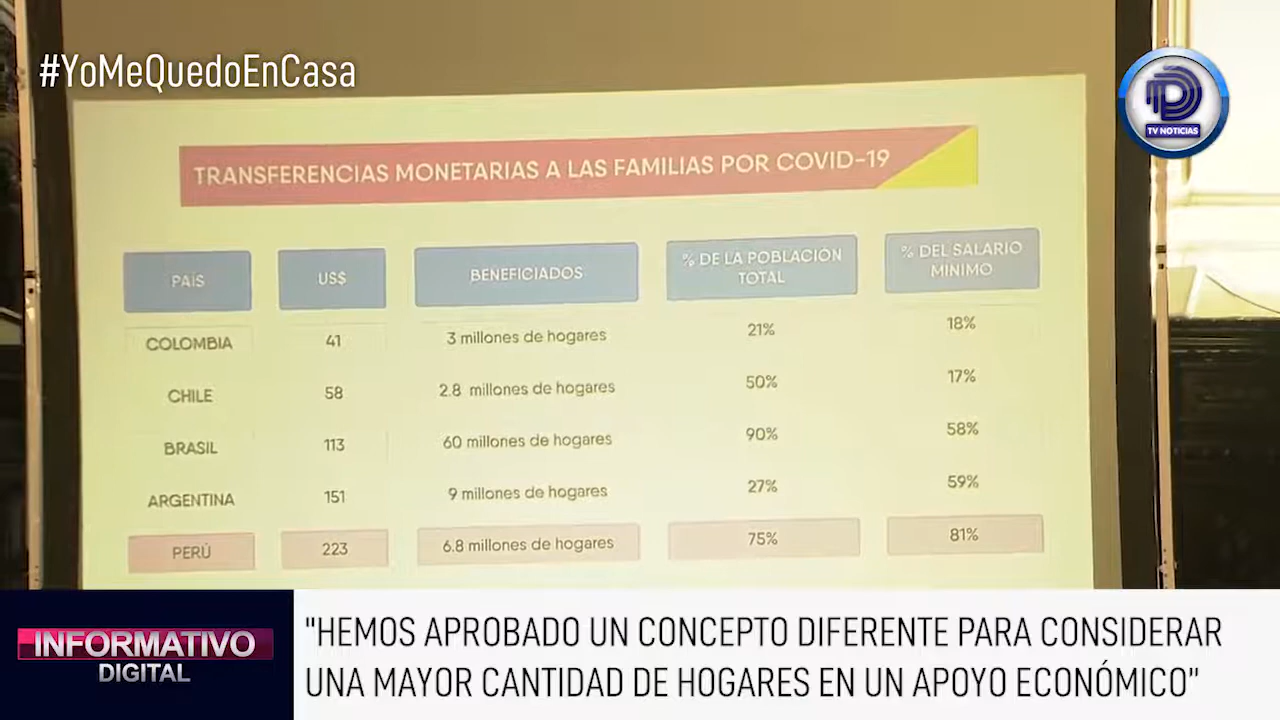 #YoMeQuedoEnCasa
TV NOTICIAS
TRANSFERENCIAS MONETARIAS A LAS FAMILIAS POR COVID-19
PAÍS US$ BENEFICIADOS % DE LA POBLACIÓN TOTAL % DEL SALARIO MINIMO
COLOMBIA 41 3 millones de hogares 21% 18%
CHILE 58 2.8 millones de hogares 50% 17%
BRASIL 113 60 millones de hogares 90% 58%
ARGENTINA 151 9 millones de hogares 27% 59%
PERÚ 223 6.8 millones de hogares 75% 81%
INFORMATIVO
DIGITAL
"HEMOS APROBADO UN CONCEPTO DIFERENTE PARA CONSIDERAR
UNA MAYOR CANTIDAD DE HOGARES EN UN APOYO ECONÓMICO"